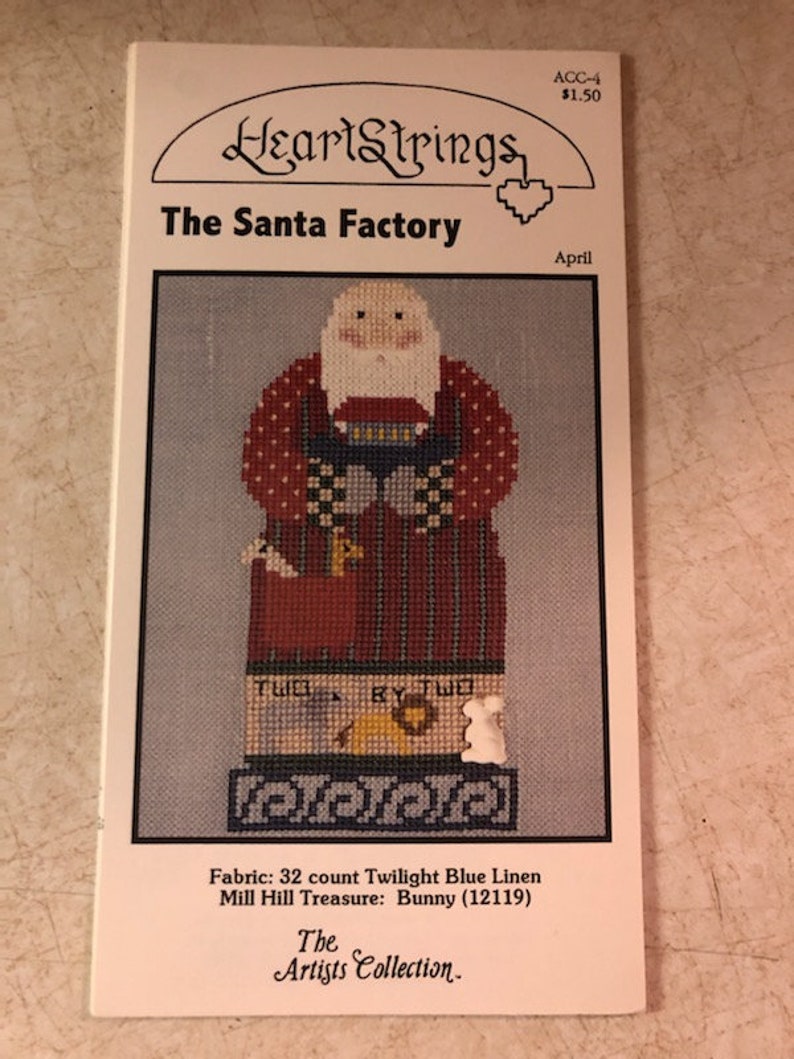 ACC-4
$1.50
HeartStrings
The Santa Factory
April
TWO BY TWO
Fabric: 32 count Twilight Blue Linen
Mill Hill Treasure: Bunny (12119)
The
Artists Collection™